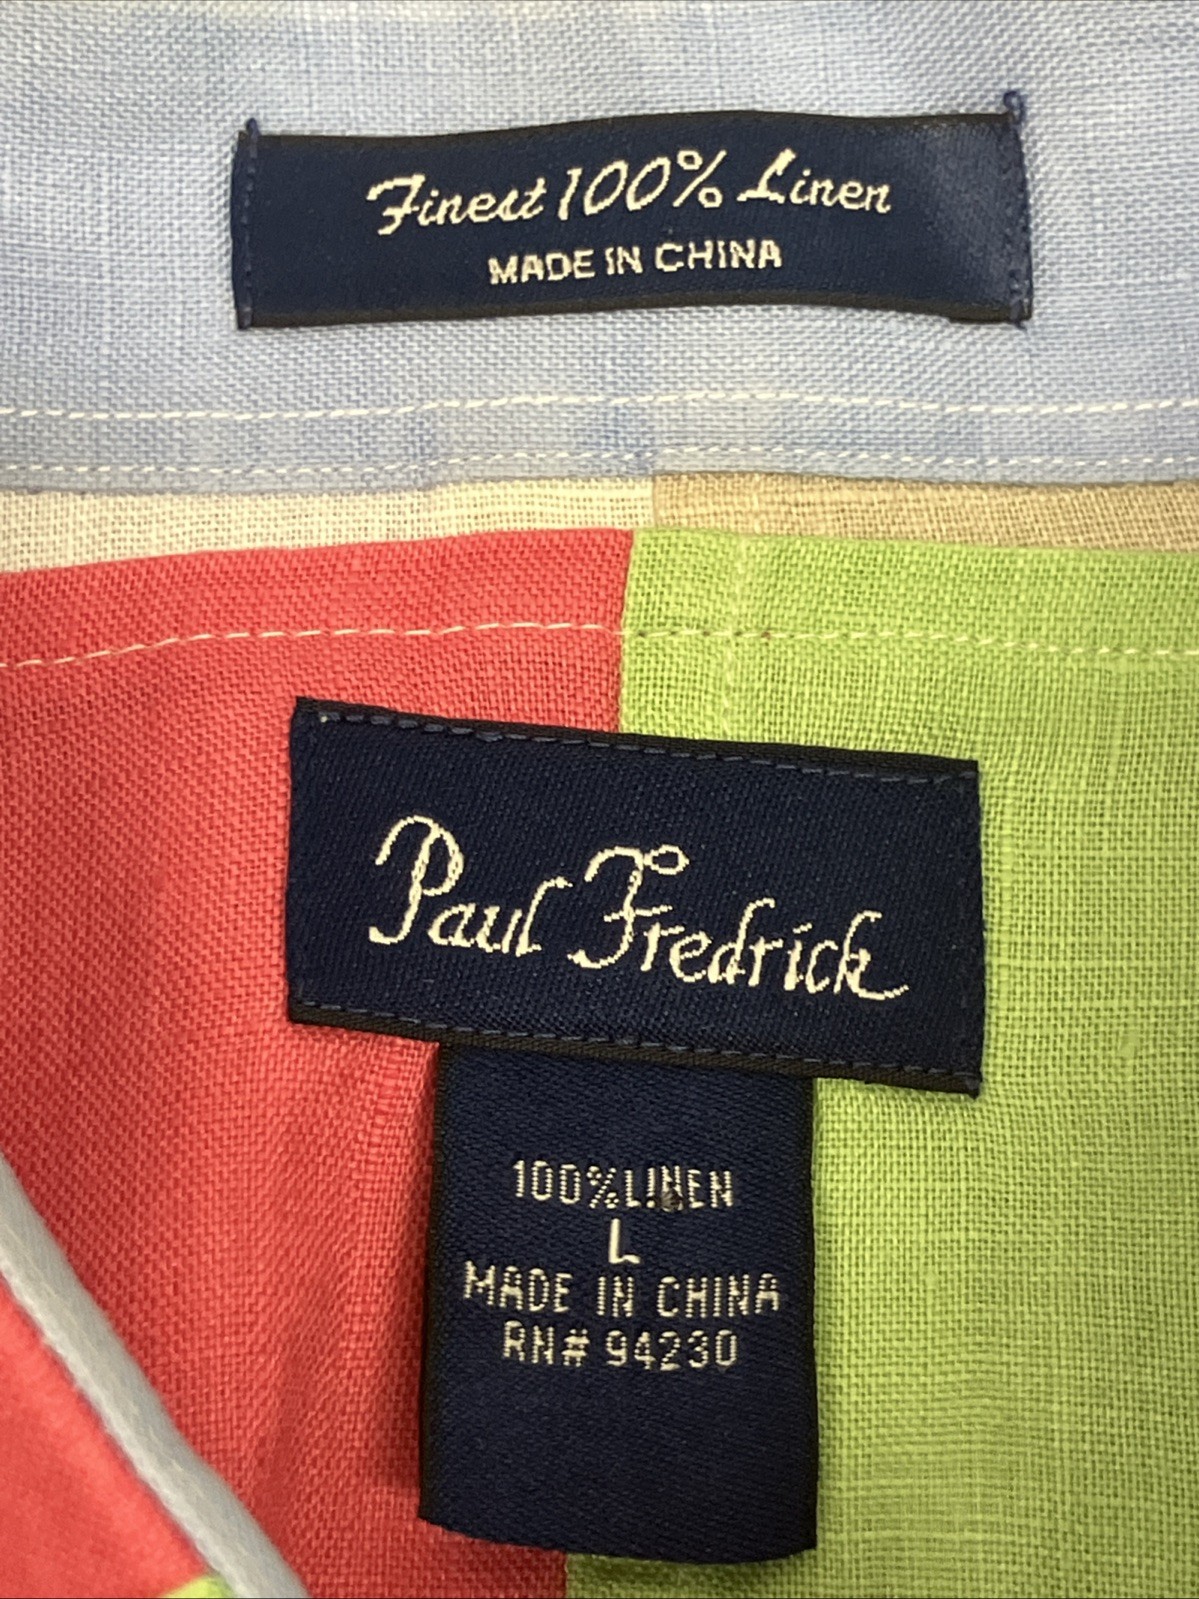 Finest 100% Linen
MADE IN CHINA
Paul Fredrick
100%LINEN
L
MADE IN CHINA
RN# 94230